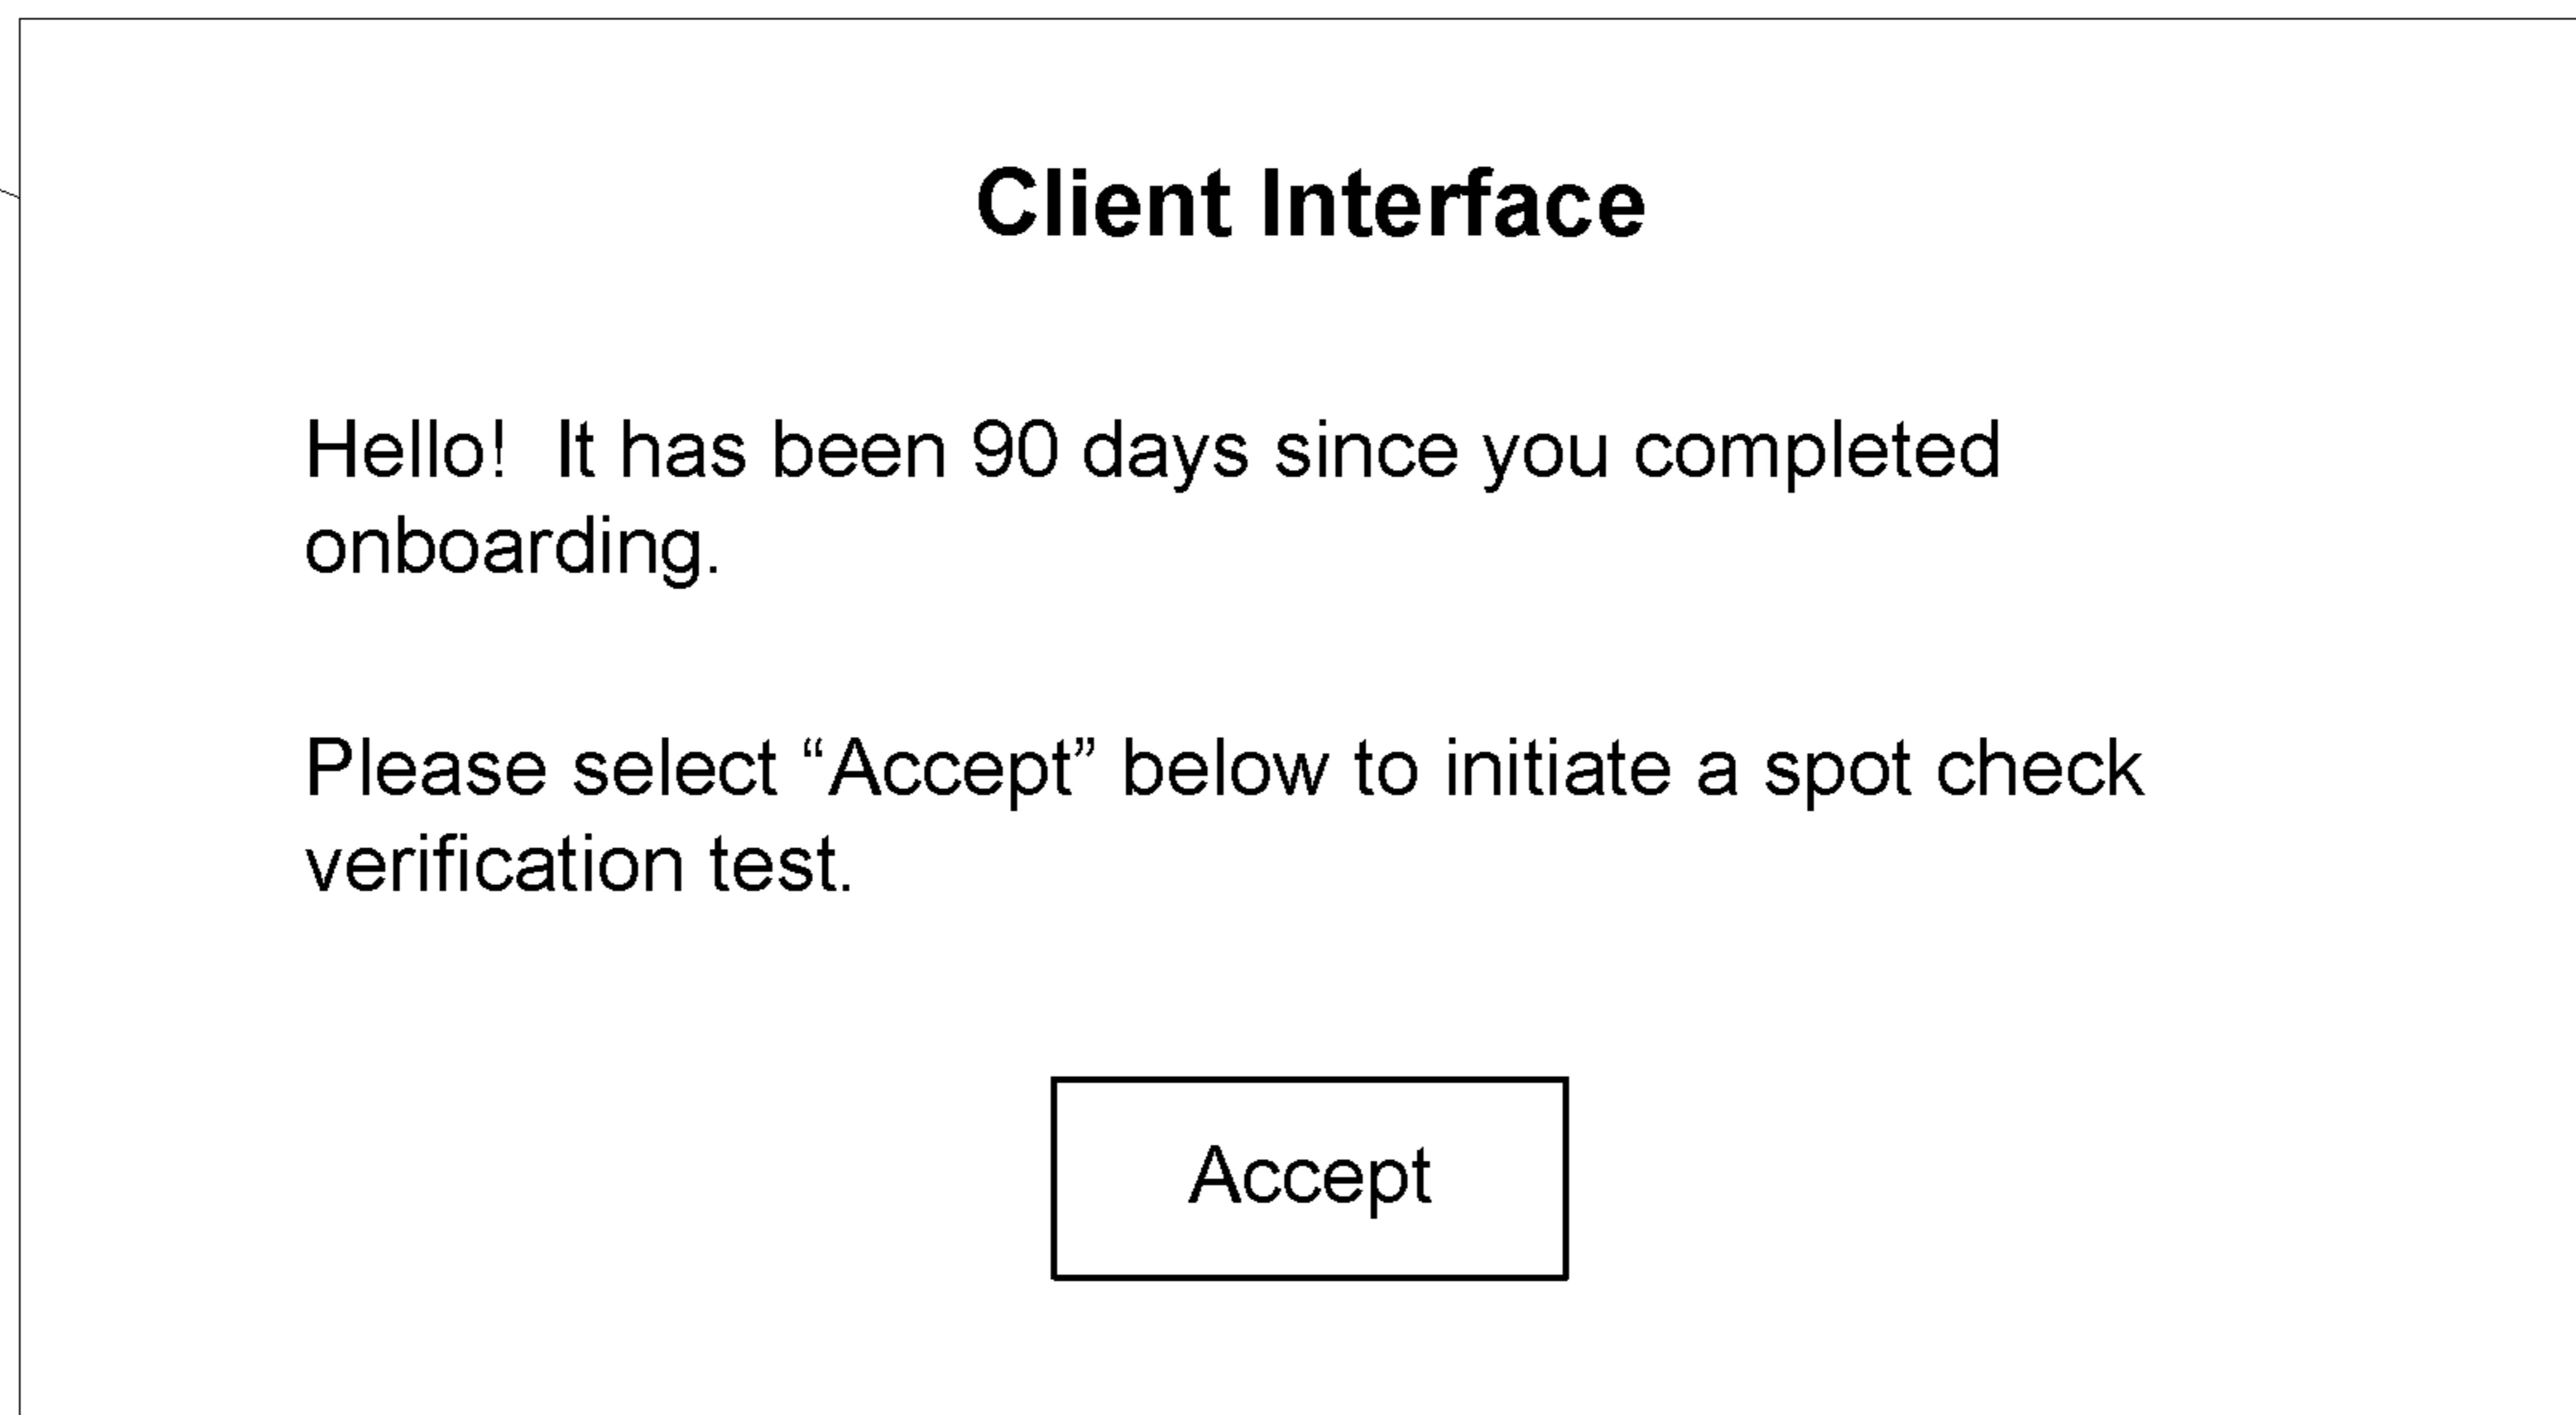 Client Interface
Hello!  It has been 90 days since you completed
onboarding.
Please select “Accept” below to initiate a spot check
verification test.
Accept